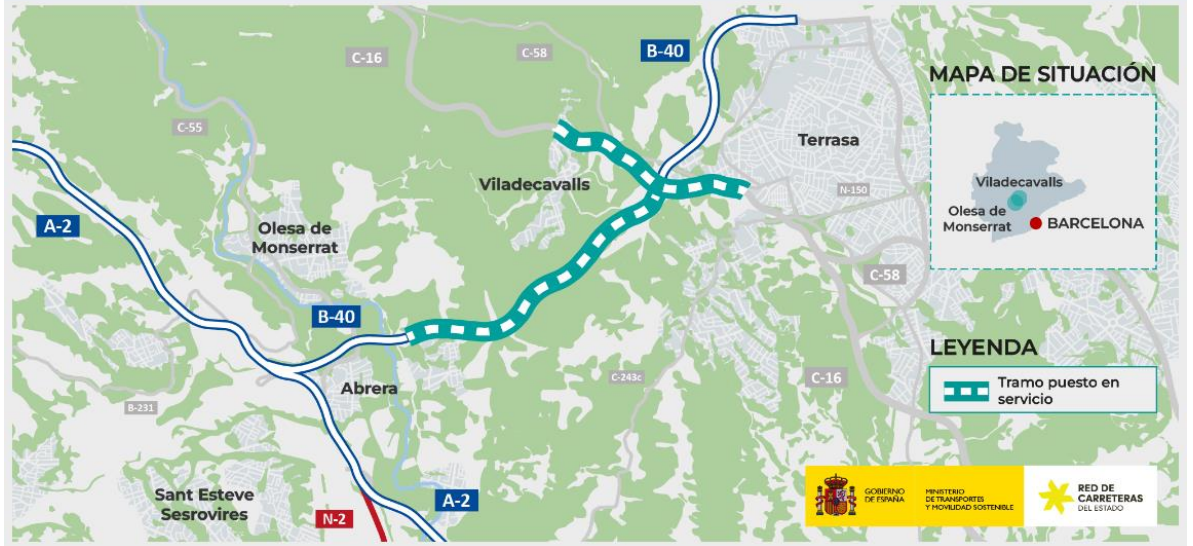 C-16
C-58
B-40
C-55
A-2
Viladecavalls
Terrasa
N-150
Olesa de
Monserrat
B-40
C-58
Abrera
B-231
C-243c
C-16
Sant Esteve
Sesrovires
N-2
A-2
MAPA DE SITUACIÓN
Viladecavalls
Olesa de
Monserrat
BARCELONA
LEYENDA
Tramo puesto en
servicio
GOBIERNO
DE ESPAÑA
MINISTERIO
DE TRANSPORTES
Y MOVILIDAD SOSTENIBLE
RED DE
CARRETERAS
DEL ESTADO